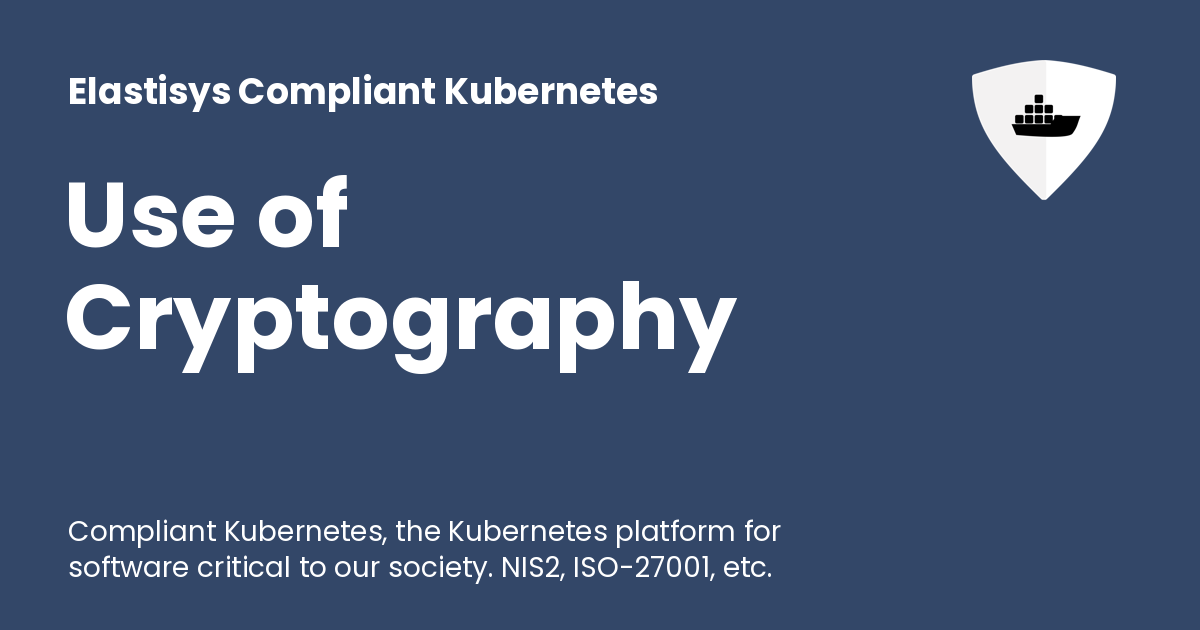 Elastisys Compliant Kubernetes
Use of
Cryptography
Compliant Kubernetes, the Kubernetes platform for
software critical to our society. NIS2, ISO-27001, etc.